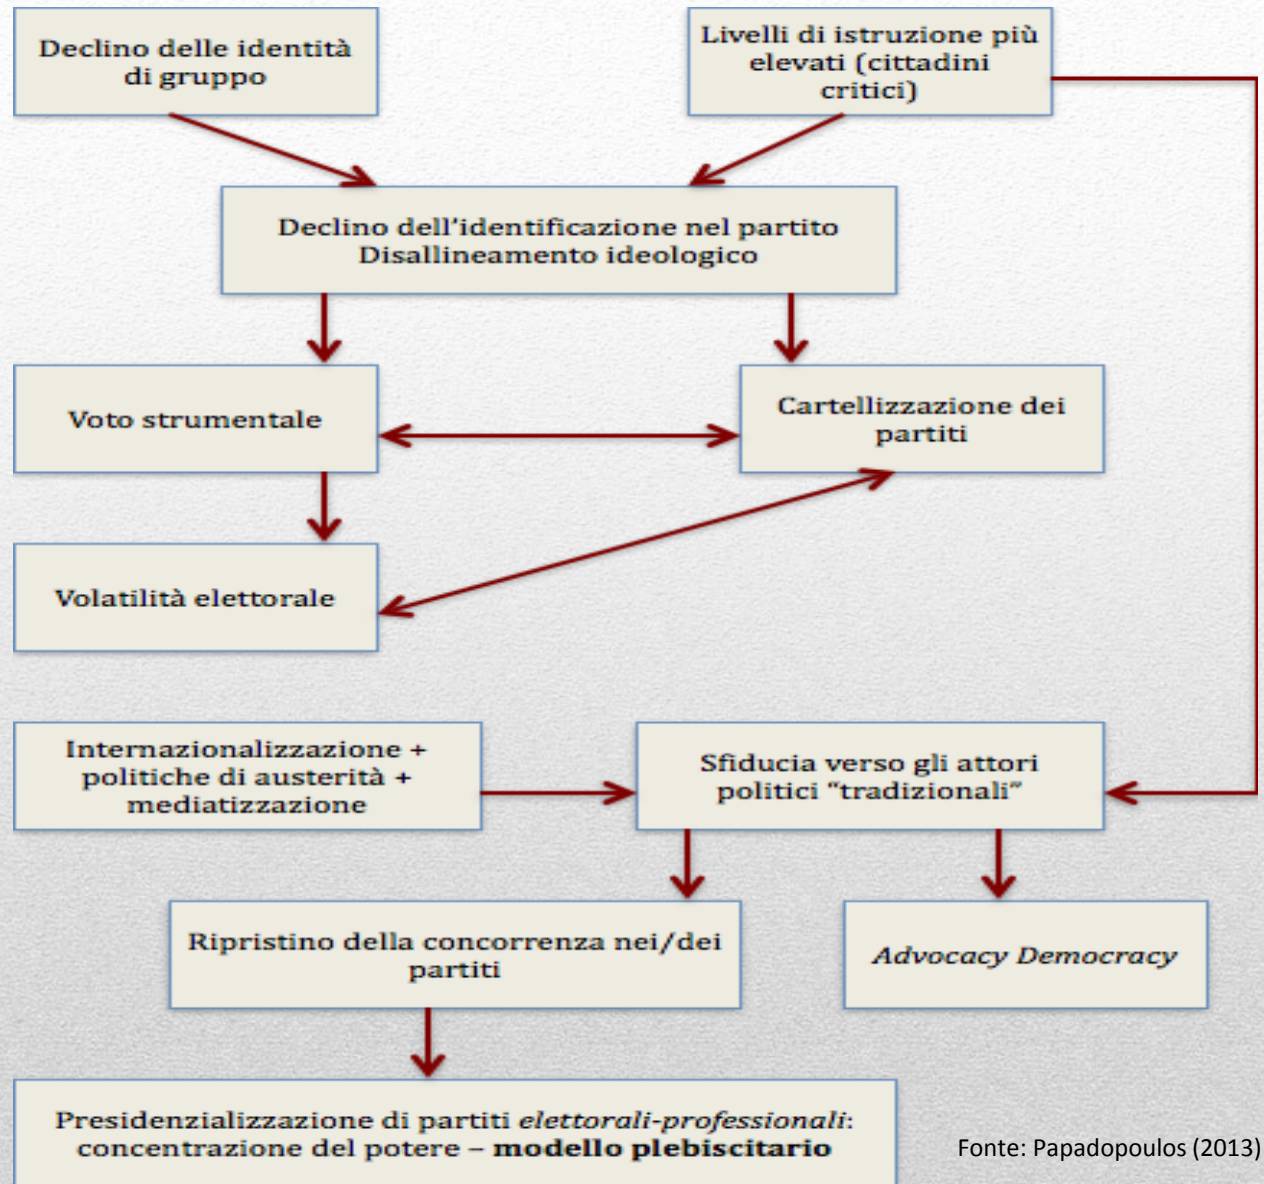 Declino delle identità
di gruppo
Livelli di istruzione più
elevati (cittadini
critici)
Declino dell’identificazione nel partito
Disallineamento ideologico
Voto strumentale
Cartellizzazione dei
partiti
Volatilità elettorale
Internazionalizzazione +
politiche di austerità +
mediatizzazione
Sfiducia verso gli attori
politici “tradizionali”
Ripristino della concorrenza nei/dei
partiti
Advocacy Democracy
Presidenzializzazione di partiti elettorali-professionali:
concentrazione del potere – modello plebiscitario
Fonte: Papadopoulos (2013)